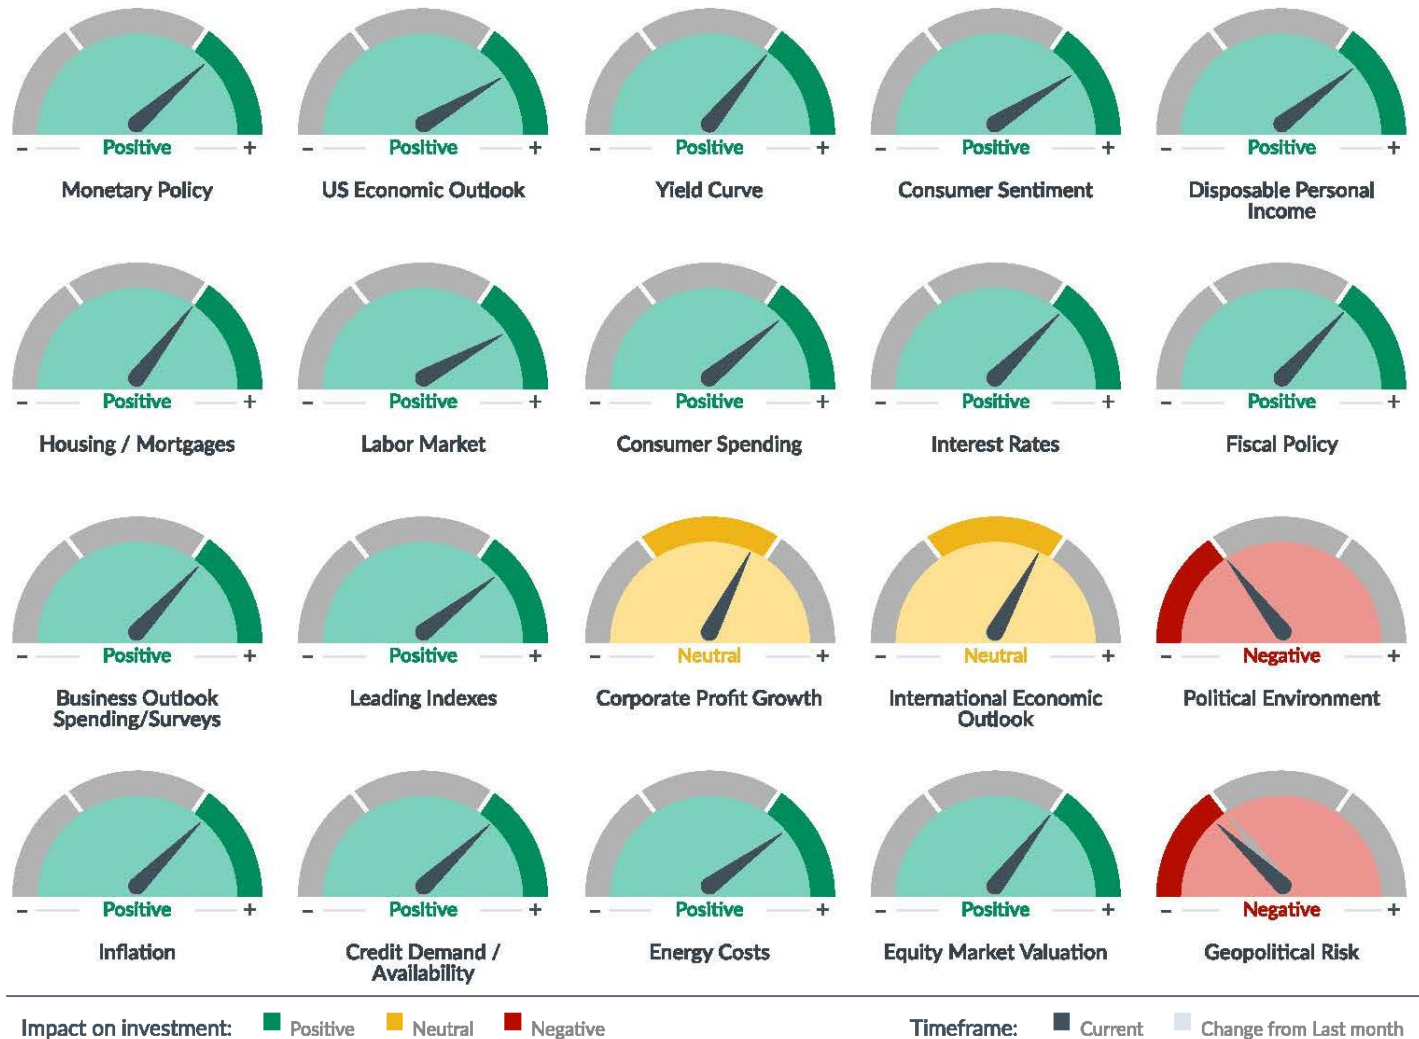 - Positive +
- Positive +
- Positive +
- Positive +
- Positive +
Monetary Policy
US Economic Outlook
Yield Curve
Consumer Sentiment
Disposable Personal
Income
- Positive +
- Positive +
- Positive +
- Positive +
- Positive +
Housing / Mortgages
Labor Market
Consumer Spending
Interest Rates
Fiscal Policy
- Positive +
- Positive +
- Neutral +
- Neutral +
- Negative +
Business Outlook
Spending/Surveys
Leading Indexes
Corporate Profit Growth
International Economic
Outlook
Political Environment
- Positive +
- Positive +
- Positive +
- Positive +
- Negative +
Inflation
Credit Demand /
Availability
Energy Costs
Equity Market Valuation
Geopolitical Risk
Impact on investment: Positive Neutral Negative
Timeframe: Current Change from Last month